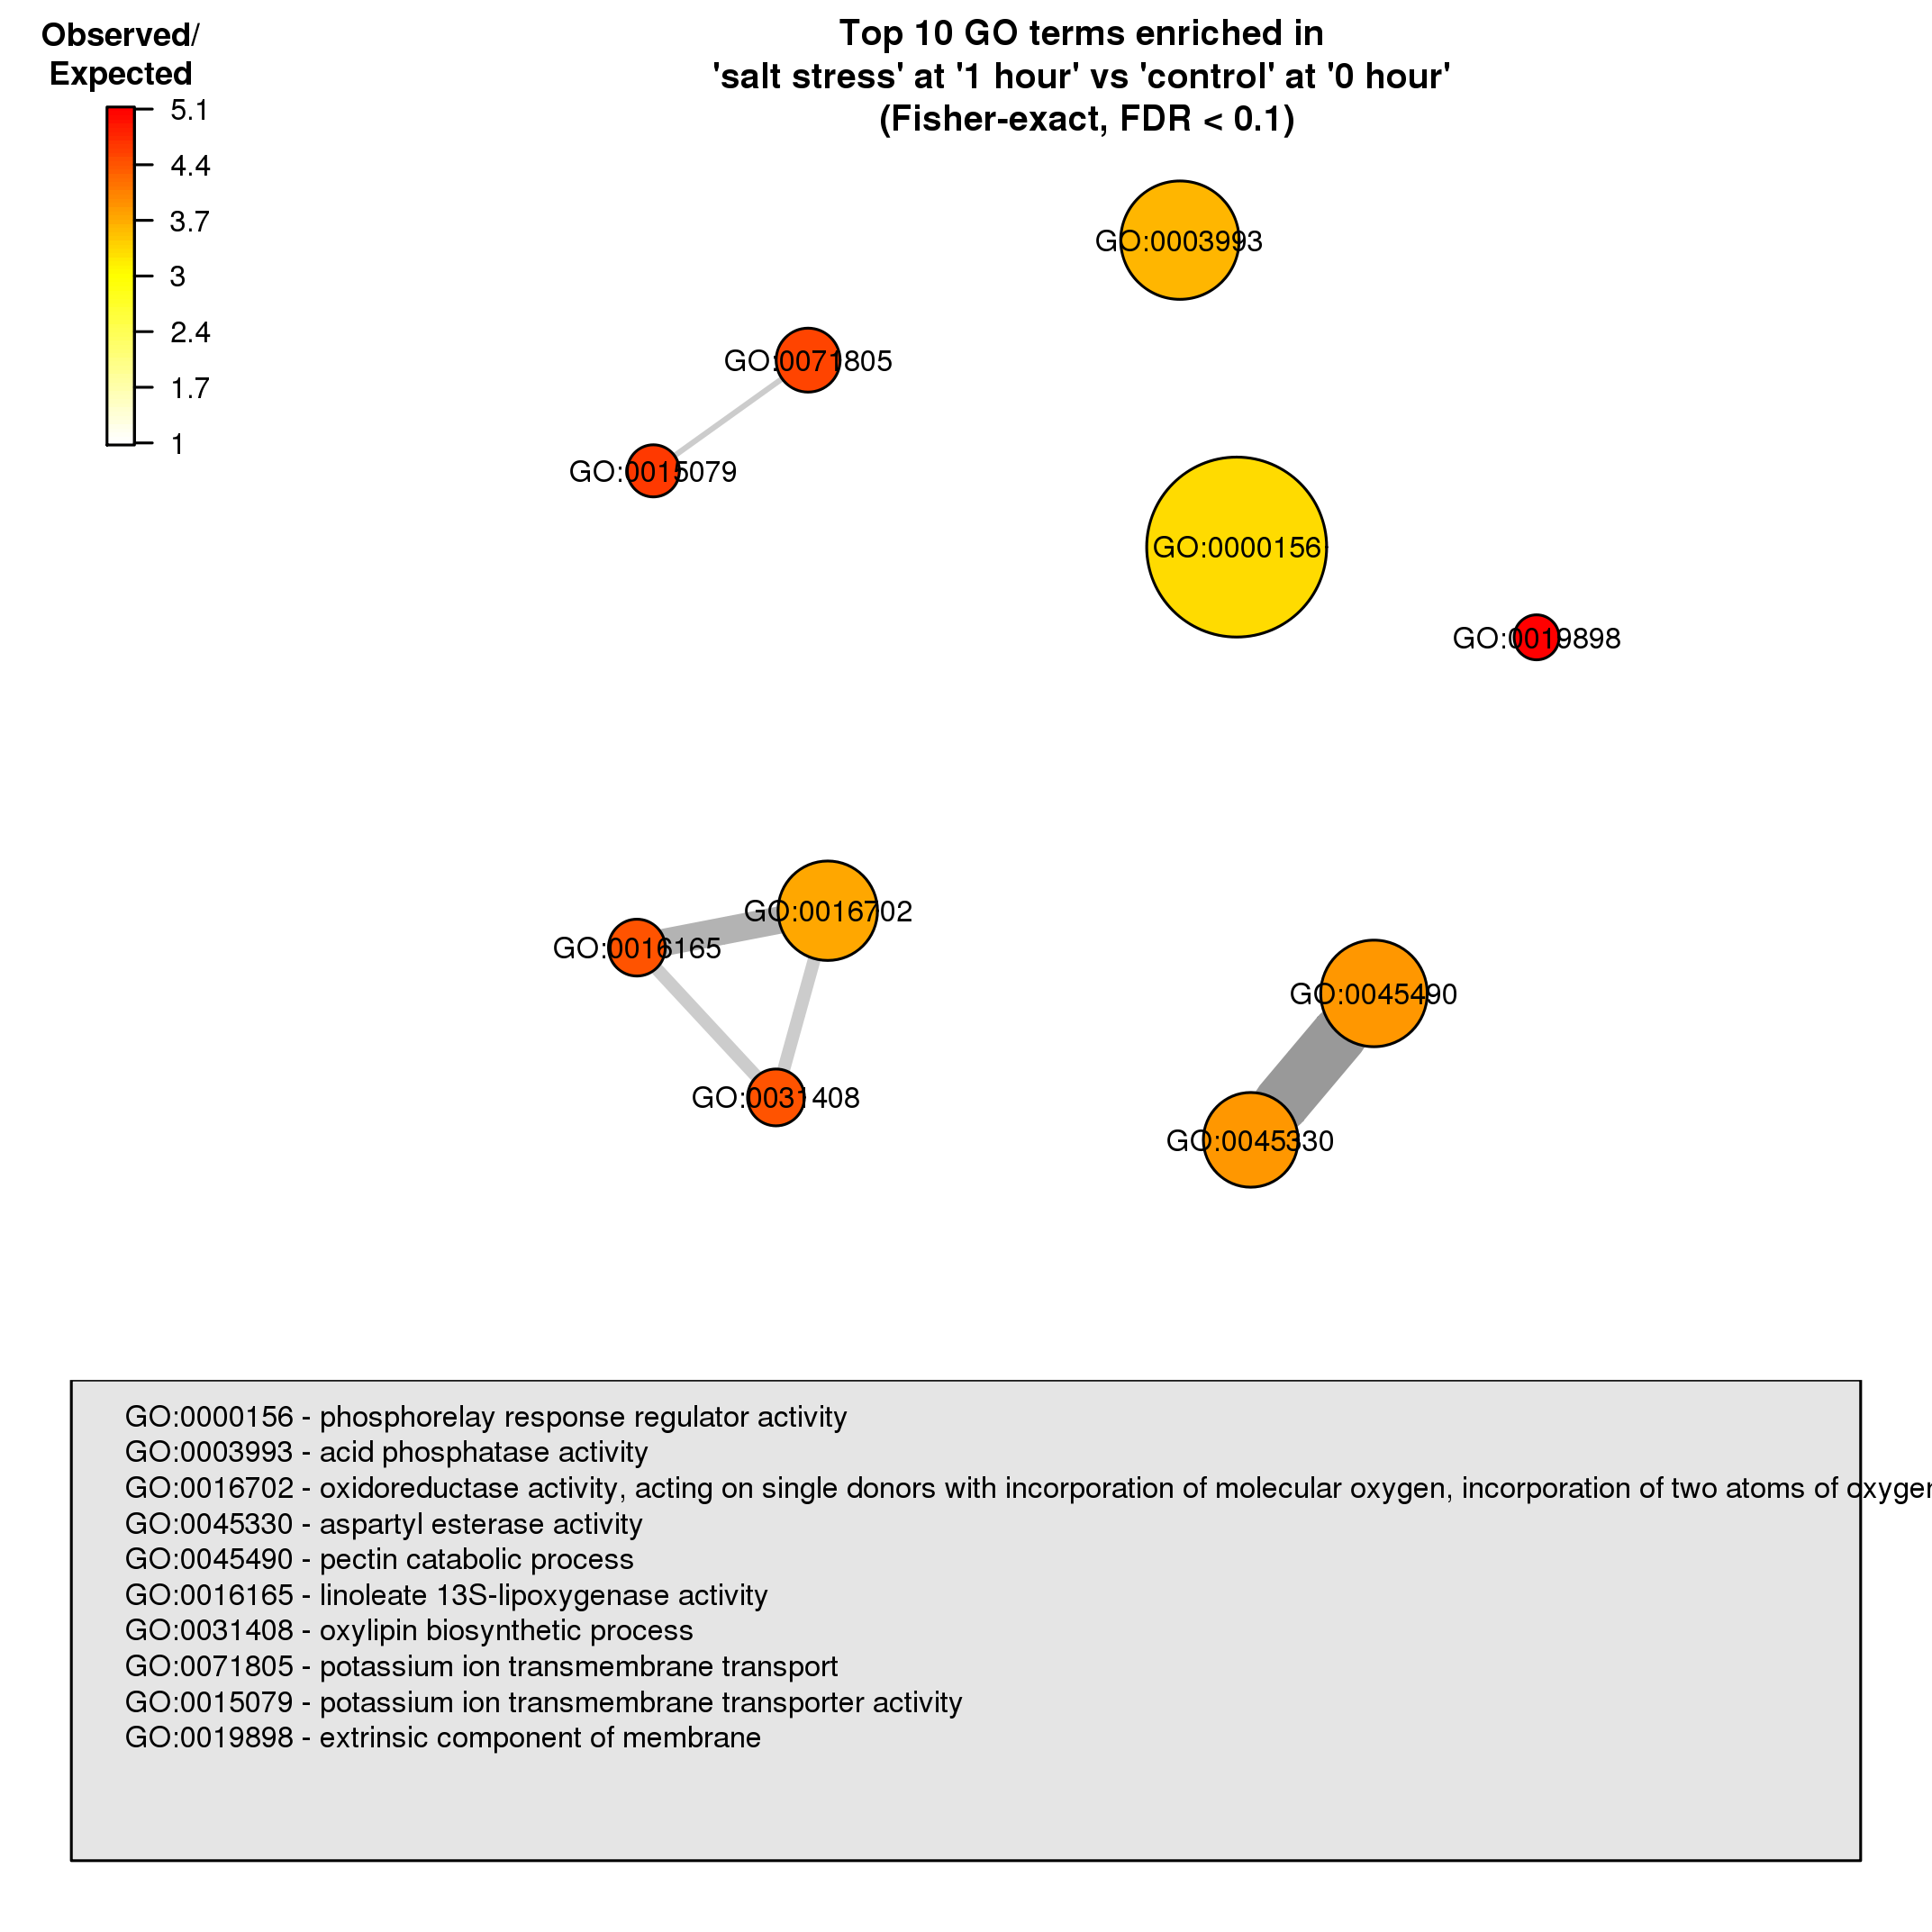 Observed/
Expected
5.1
4.4
3.7
3
2.4
1.7
1
Top 10 GO terms enriched in
'salt stress' at '1 hour' vs 'control' at '0 hour'
(Fisher-exact, FDR < 0.1)
GO:0003993
GO:0071805
GO:0015079
GO:0000156
GO:0019898
GO:0016702
GO:0016165
GO:0045490
GO:0031408
GO:0045330
GO:0000156 - phosphorelay response regulator activity
GO:0003993 - acid phosphatase activity
GO:0016702 - oxidoreductase activity, acting on single donors with incorporation of molecular oxygen, incorporation of two atoms of oxygen
GO:0045330 - aspartyl esterase activity
GO:0045490 - pectin catabolic process
GO:0016165 - linoleate 13S-lipoxygenase activity
GO:0031408 - oxylipin biosynthetic process
GO:0071805 - potassium ion transmembrane transport
GO:0015079 - potassium ion transmembrane transporter activity
GO:0019898 - extrinsic component of membrane